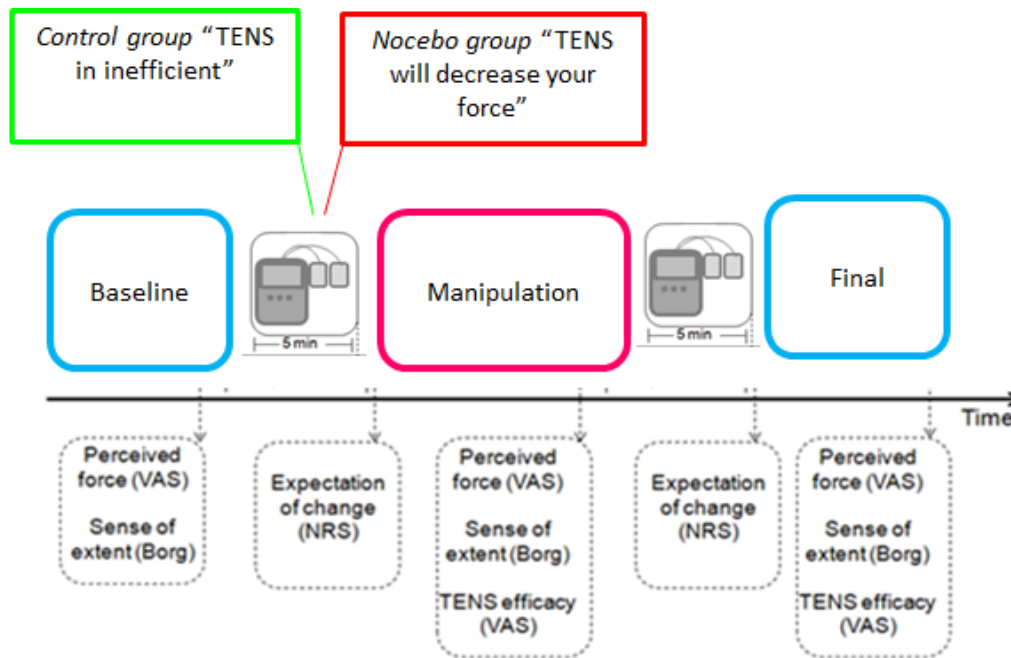 Control group “TENS
in inefficient”
Nocebo group “TENS
will decrease your
force”
Baseline
5 min
Manipulation
5 min
Final
Time
Perceived
force (VAS)
Sense of
extent (Borg)
Expectation
of change
(NRS)
Perceived
force (VAS)
Sense of
extent (Borg)
TENS efficacy
(VAS)
Expectation
of change
(NRS)
Perceived
force (VAS)
Sense of
extent (Borg)
TENS efficacy
(VAS)